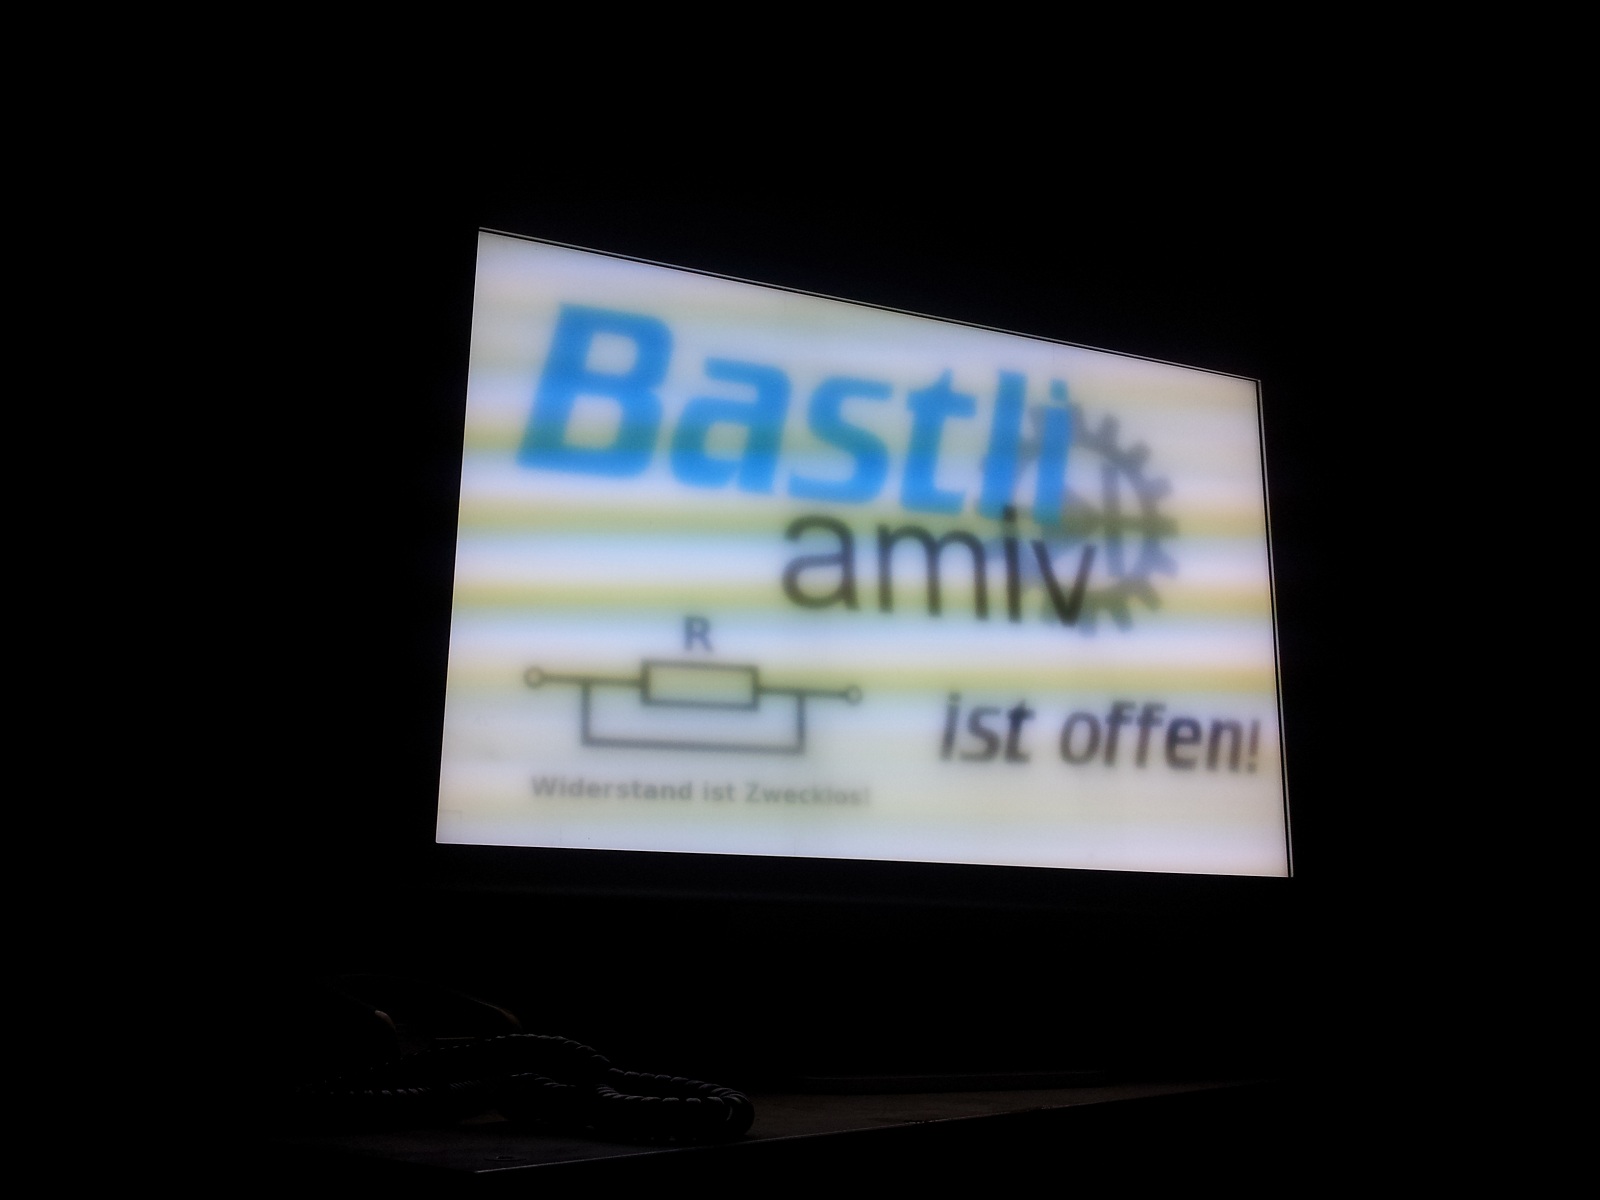 Bastli
amiv
R
ist offen!
Widerstand ist Zwecklos!